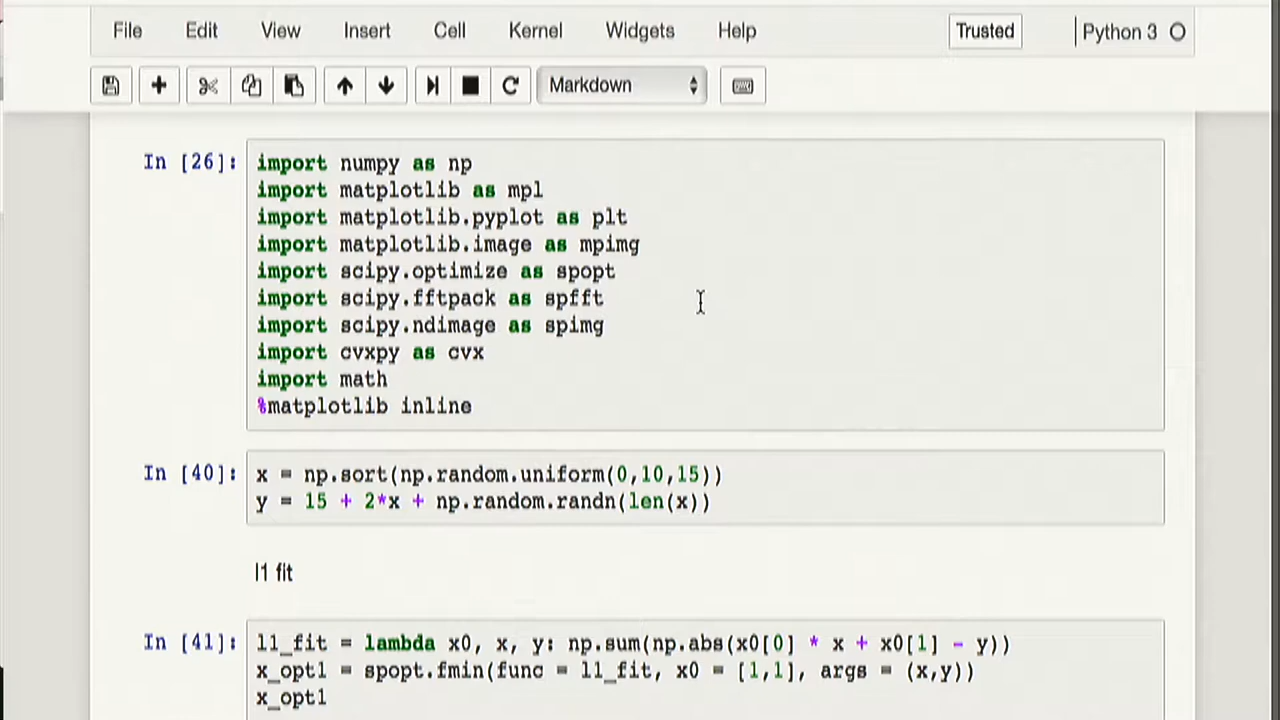 File Edit View Insert Cell Kernel Widgets Help Trusted Python 3
Markdown
In [26]: import numpy as np
import matplotlib as mpl
import matplotlib.pyplot as plt
import matplotlib.image as mpimg
import scipy.optimize as spopt
import scipy.fftpack as spfft
import scipy.ndimage as spimg
import cvxpy as cvx
import math
%matplotlib inline
In [40]: x = np.sort(np.random.uniform(0,10,15))
y = 15 + 2*x + np.random.randn(len(x))
l1 fit
In [41]: l1_fit = lambda x0, x, y: np.sum(np.abs(x0[0] * x + x0[1] - y))
x_opt1 = spopt.fmin(func = l1_fit, x0 = [1,1], args = (x,y))
x_opt1